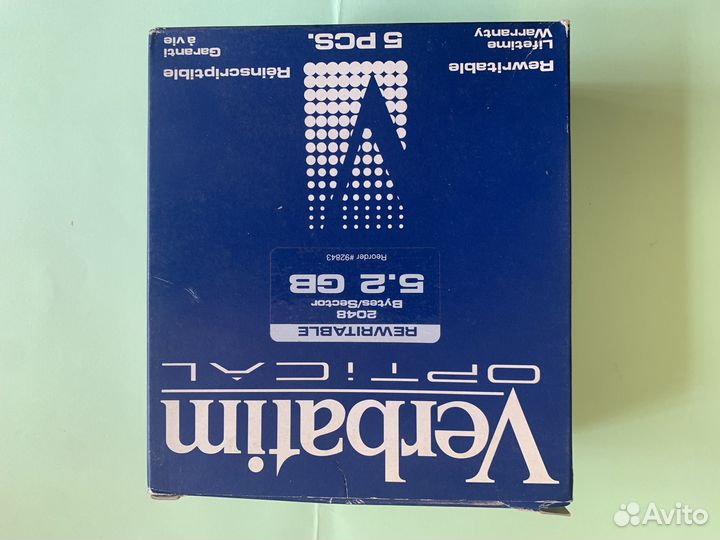 Verbatim
OPTiCAL
REWRITABLE
2048
Bytes/Sector
5.2 GB
Reorder #92843
Rewritable
Réinscriptible
Lifetime
Warranty
5 PCS.
Garanti
à vie
Avito